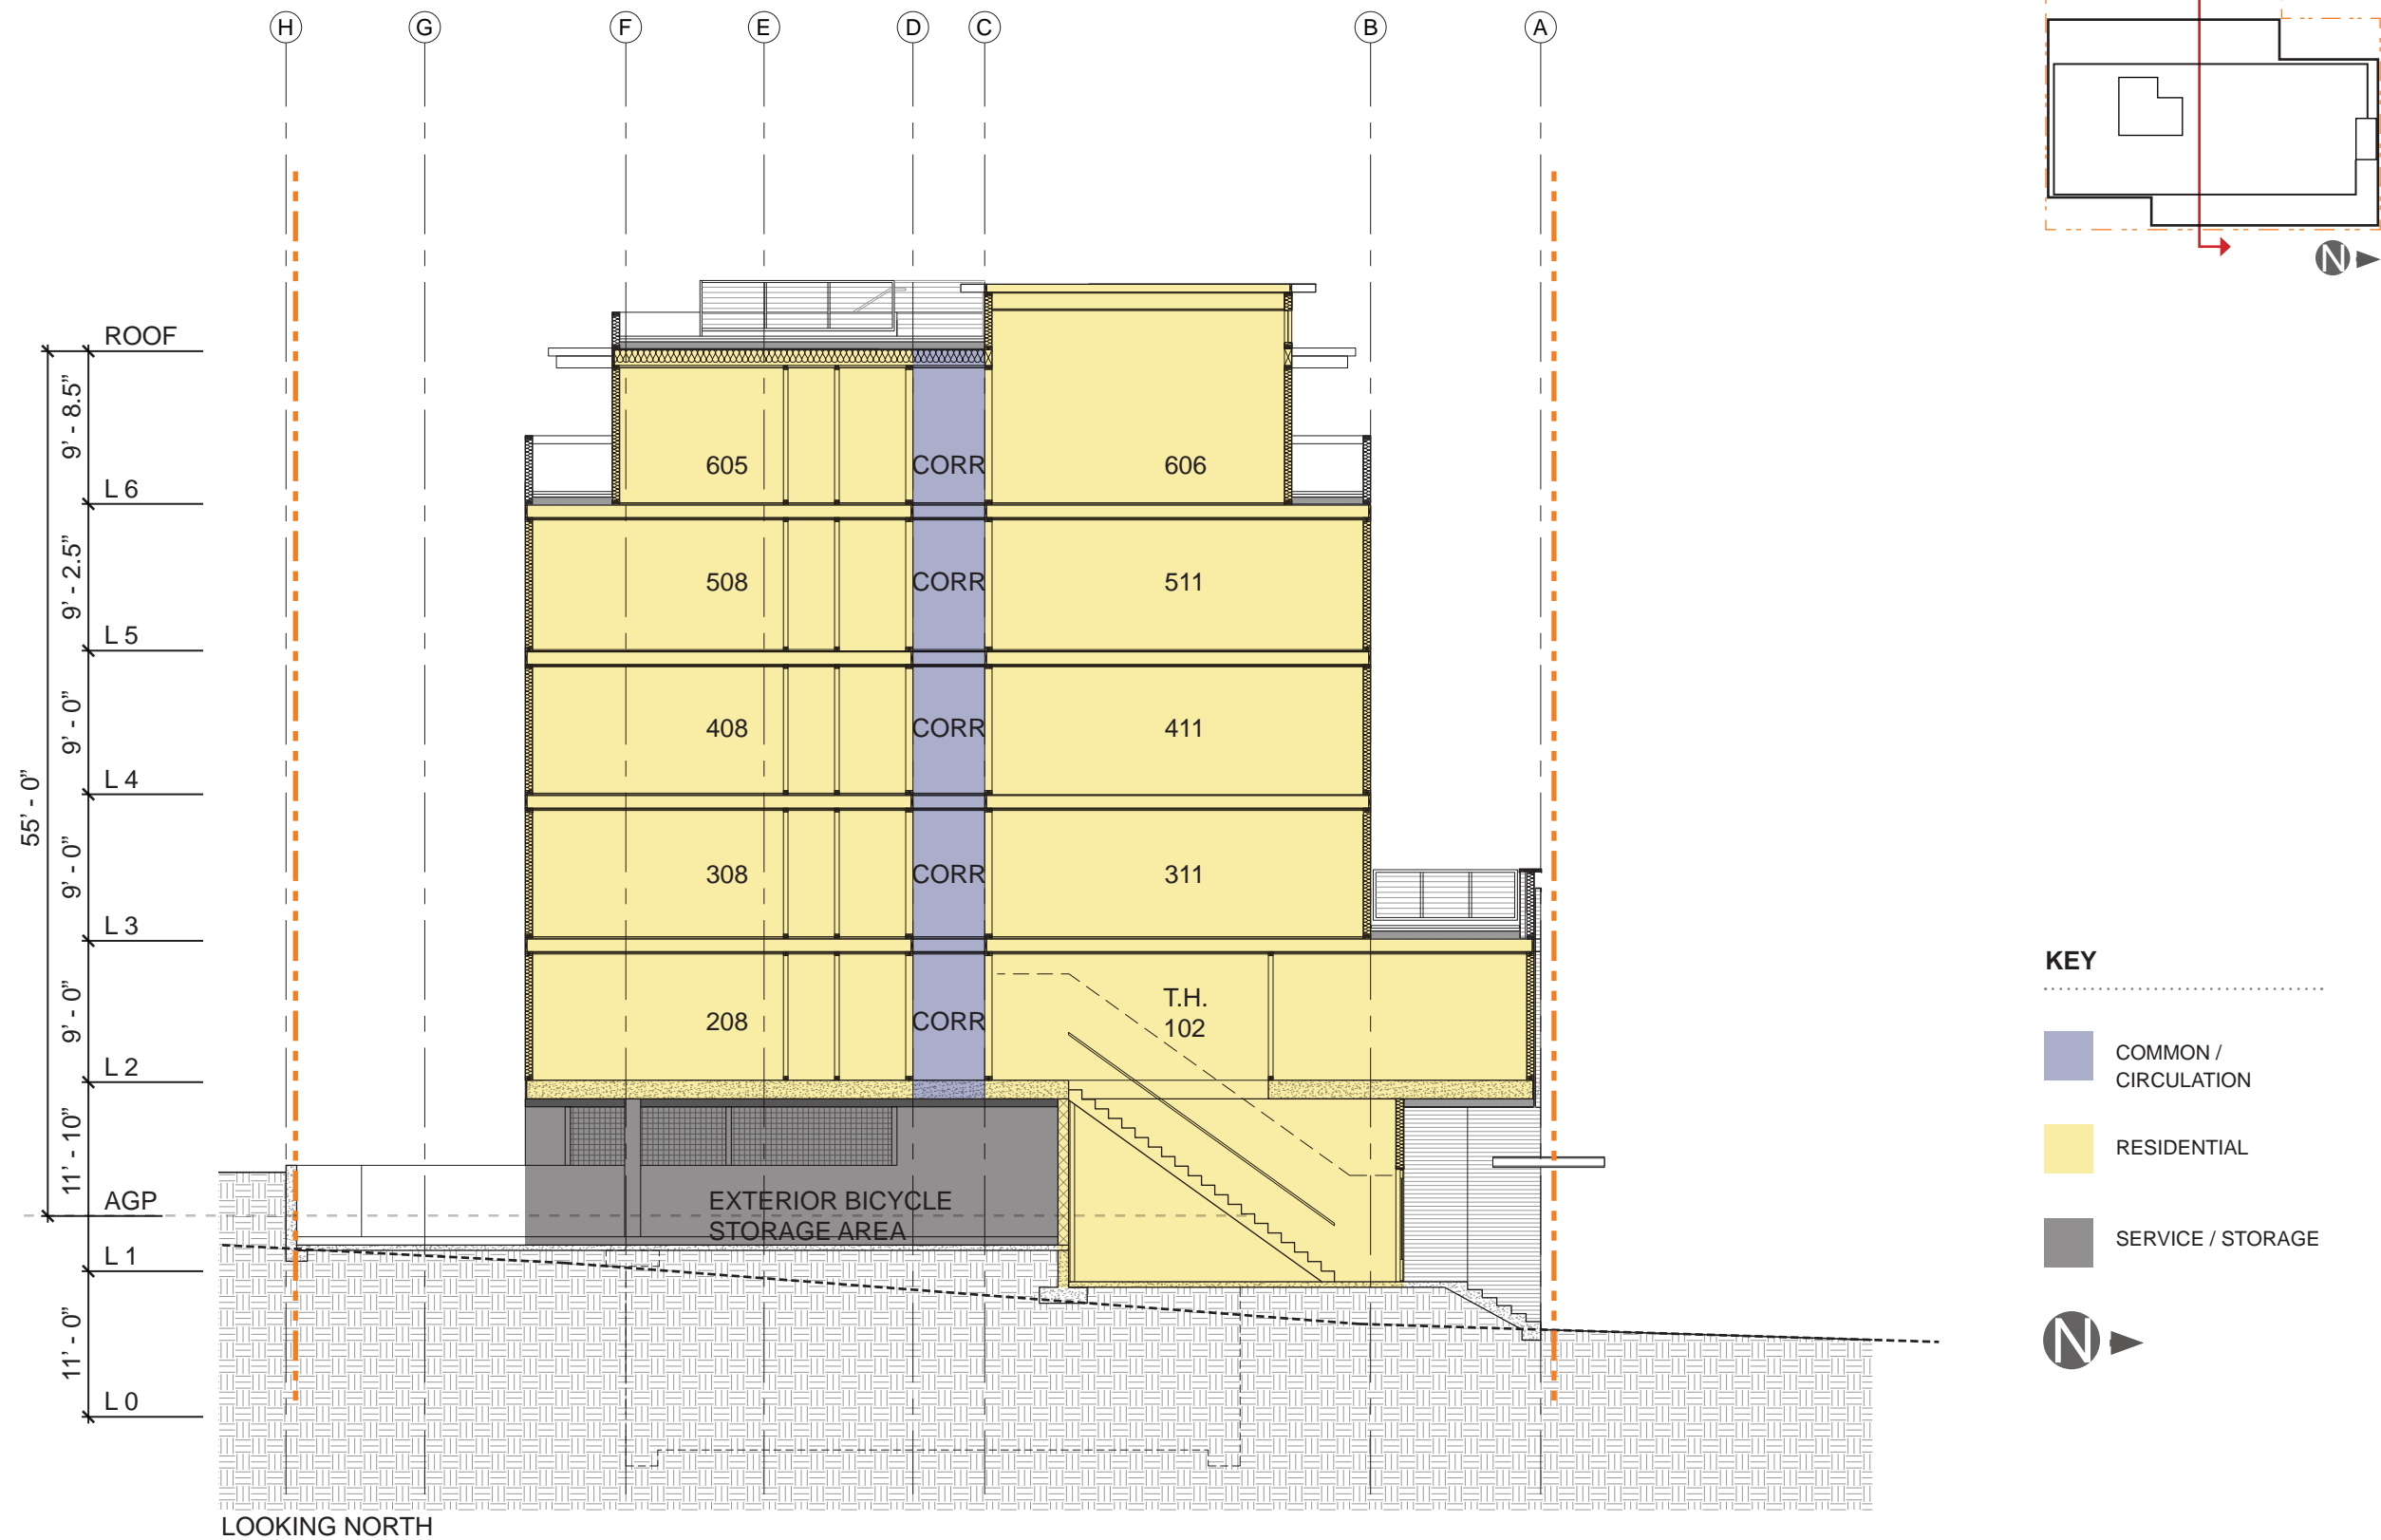 H G F E D C B A
N
ROOF
9’ - 8.5”
605 CORR 606
L 6
9’ - 2.5”
508 CORR 511
L 5
9’ - 0”
408 CORR 411
L 4
55’ - 0”
9’ - 0”
308 CORR 311
L 3
9’ - 0”
208 CORR
T.H.
102
L 2
11’ - 10”
AGP
EXTERIOR BICYCLE
STORAGE AREA
L 1
11’ - 0”
L 0
LOOKING NORTH
KEY
COMMON /
CIRCULATION
RESIDENTIAL
SERVICE / STORAGE
N